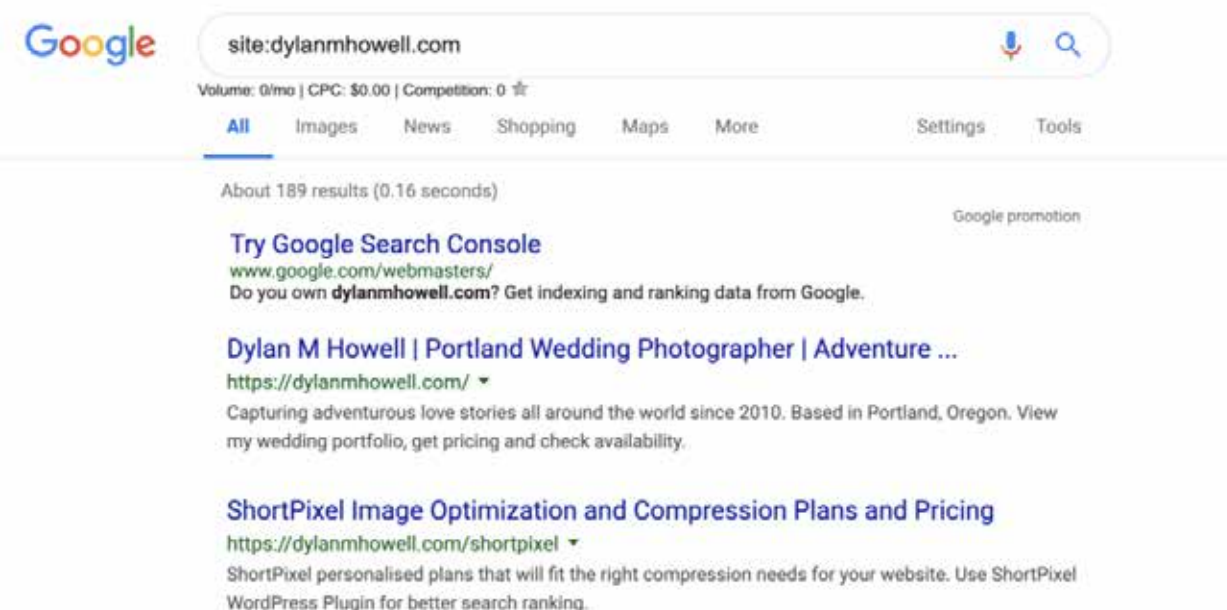 Google
site:dylanmhowell.com
Volume: 0/mo | CPC: $0.00 | Competition: 0
All Images News Shopping Maps More Settings Tools
About 189 results (0.16 seconds)
Google promotion
Try Google Search Console
www.google.com/webmasters/
Do you own dylanmhowell.com? Get indexing and ranking data from Google.
Dylan M Howell | Portland Wedding Photographer | Adventure ...
https://dylanmhowell.com/
Capturing adventurous love stories all around the world since 2010. Based in Portland, Oregon. View
my wedding portfolio, get pricing and check availability.
ShortPixel Image Optimization and Compression Plans and Pricing
https://dylanmhowell.com/shortpixel
ShortPixel personalised plans that will fit the right compression needs for your website. Use ShortPixel
WordPress Plugin for better search ranking.